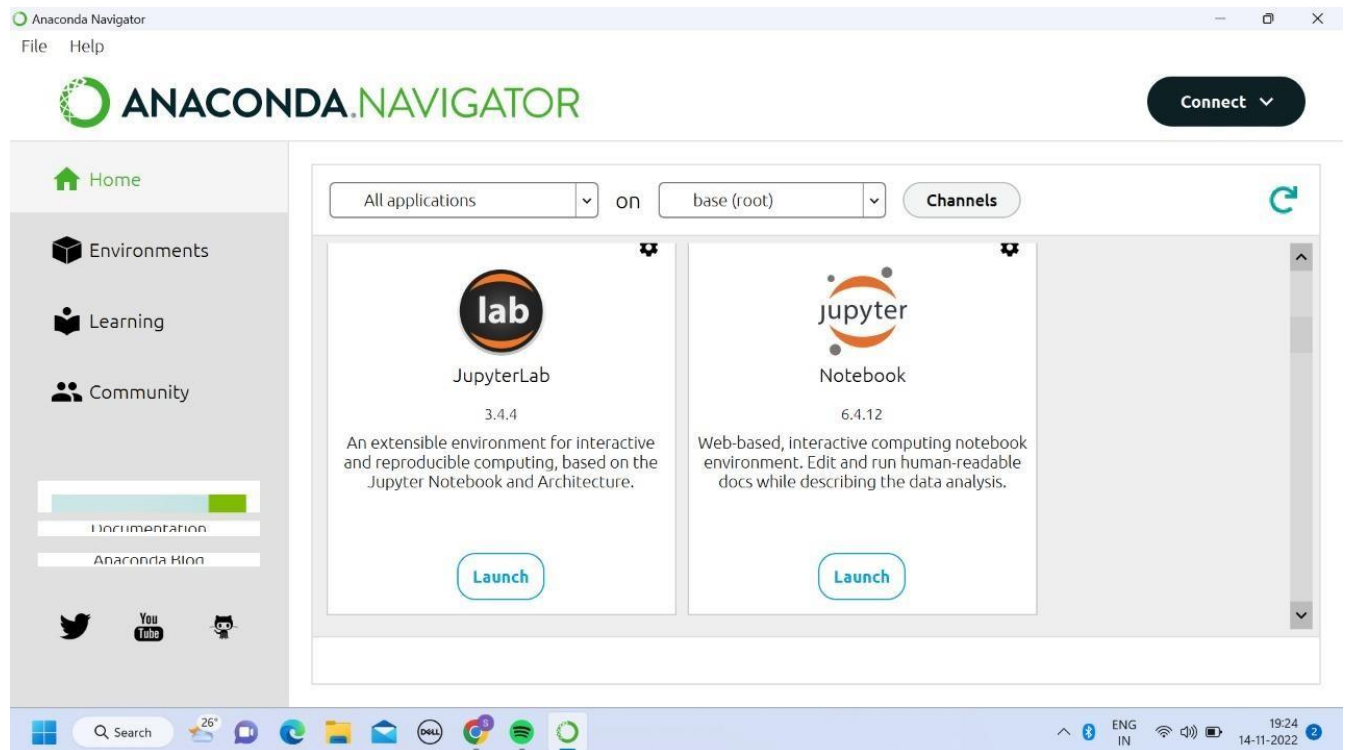 Anaconda Navigator
File Help
ANACONDA.NAVIGATOR
Connect
Home
All applications on base (root) Channels
Environments
Learning
Community
lab
JupyterLab
3.4.4
An extensible environment for interactive
and reproducible computing, based on the
Jupyter Notebook and Architecture.
Launch
jupyter
Notebook
6.4.12
Web-based, interactive computing notebook
environment. Edit and run human-readable
docs while describing the data analysis.
Launch
Documentation
Anaconda Blog
You
Tube
Search
26°
DELL
S
ENG
IN
19:24
14-11-2022
2